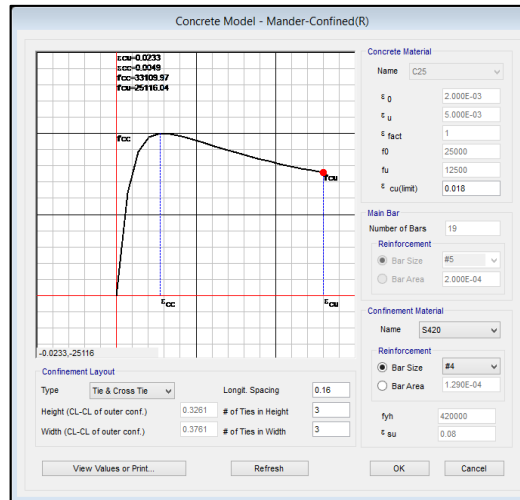 Concrete Model - Mander-Confined(R)
εcu=0.0233
εcc=0.0049
fcc=33109.97
fcu=25116.04
fcc
fcu
εcc
εcu
-0.0233,-25116
Confinement Layout
Type Tie & Cross Tie Longit. Spacing 0.16
Height (CL-CL of outer conf.) 0.3261 # of Ties in Height 3
Width (CL-CL of outer conf.) 0.3761 # of Ties in Width 3
View Values or Print... Refresh OK Cancel
Concrete Material
Name C25
ε 0 2.000E-03
ε u 5.000E-03
ε fact 1
f0 25000
fu 12500
ε cu(limit) 0.018
Main Bar
Number of Bars 19
Reinforcement
Bar Size #5
Bar Area 2.000E-04
Confinement Material
Name S420
Reinforcement
Bar Size #4
Bar Area 1.290E-04
fyh 420000
ε su 0.08